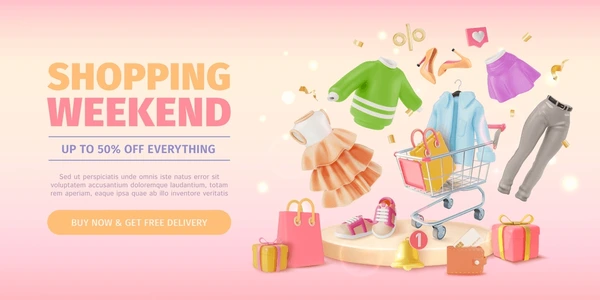 SHOPPING
WEEKEND
UP TO 50% OFF EVERYTHING
Sed ut perspiciatis unde omnis iste natus error sit
voluptatem accusantium doloremque laudantium, totam
rem aperiam, eaque ipsa quae ab illo inventore veritatis
BUY NOW & GET FREE DELIVERY
%
1